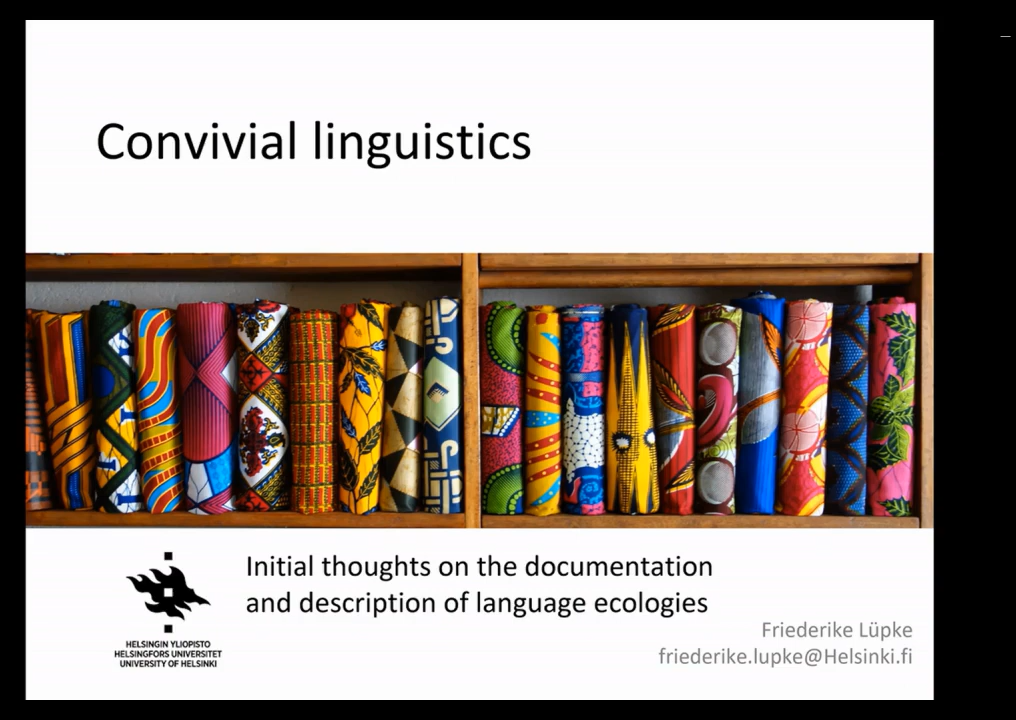 Convivial linguistics
Initial thoughts on the documentation
and description of language ecologies
HELSINGIN YLIOPISTO
HELSINGFORS UNIVERSITET
UNIVERSITY OF HELSINKI
Friederike Lüpke
friederike.lupke@Helsinki.fi